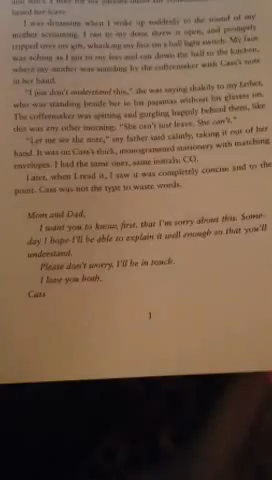 heard her leave.
I was dreaming when I woke up suddenly to the sound of my
mother screaming. I ran to my door, threw it open, and promptly
tripped over my gift, whacking my face on a hall light switch. My face
was aching as I got to my feet and ran down the hall to the kitchen,
where my mother was standing by the coffeemaker with Cass's note
in her hand.
"I just don't understand this," she was saying shakily to my father,
who was standing beside her in his pajamas without his glasses on.
The coffeemaker was spitting and gurgling happily behind them, like
this was any other morning. "She can't just leave. She can't."
"Let me see the note," my father said calmly, taking it out of her
hand. It was on Cass's thick, monogrammed stationery with matching
envelopes. I had the same ones, same initials: CO.
Later, when I read it, I saw it was completely concise and to the
point. Cass was not the type to waste words.
Mom and Dad,
I want you to know, first, that I'm sorry about this. Some-
day I hope I'll be able to explain it well enough so that you'll
understand.
Please don't worry. I'll be in touch.
I love you both.
Cass
1